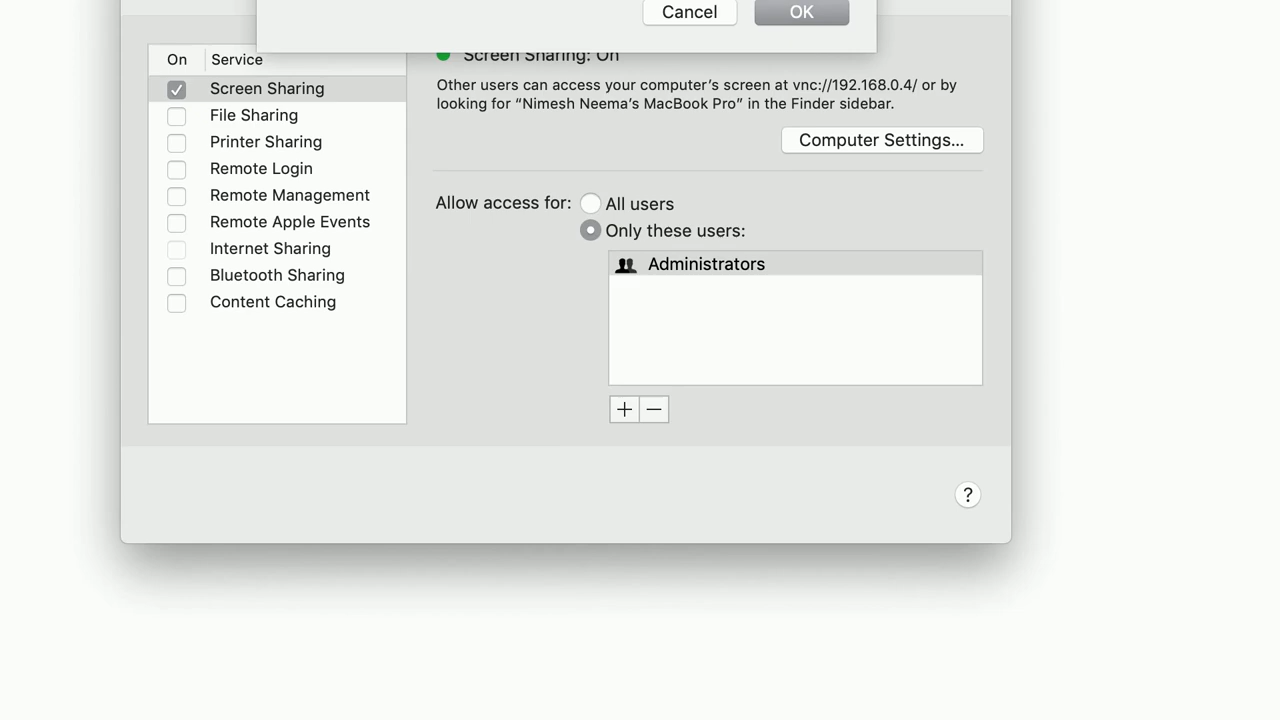 Cancel OK
On Service
Screen Sharing: On
Screen Sharing
Other users can access your computer's screen at vnc://192.168.0.4/ or by
looking for “Nimesh Neema's MacBook Pro” in the Finder sidebar.
File Sharing
Printer Sharing
Computer Settings...
Remote Login
Remote Management
Allow access for: All users
Remote Apple Events
Only these users:
Internet Sharing
Administrators
Bluetooth Sharing
Content Caching
+ −
?